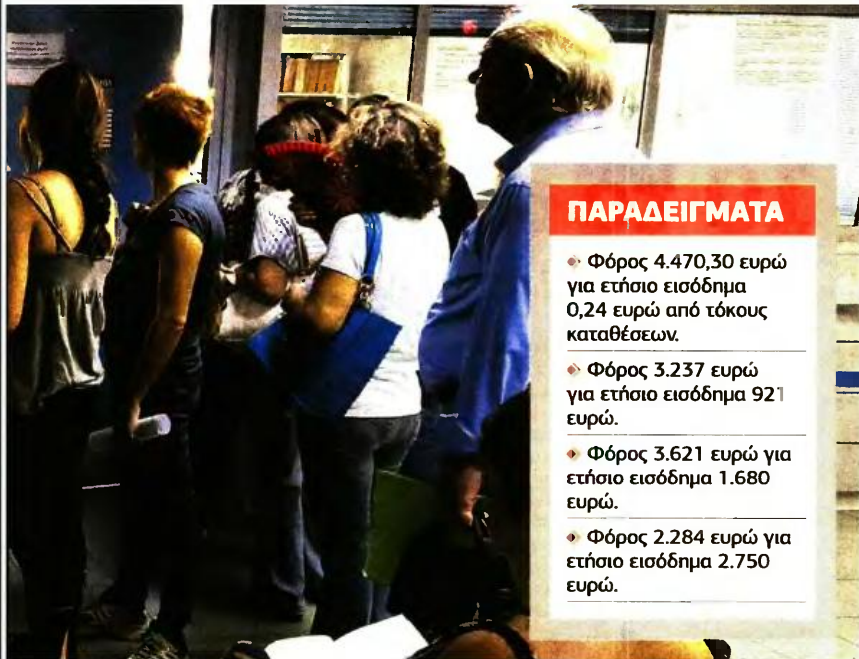 ΠΑΡΑΔΕΙΓΜΑΤΑ
Φόρος 4.470,30 ευρώ
για ετήσιο εισόδημα
0,24 ευρώ από τόκους
καταθέσεων.
Φόρος 3.237 ευρώ
για ετήσιο εισόδημα 921
ευρώ.
Φόρος 3.621 ευρώ για
ετήσιο εισόδημα 1.680
ευρώ.
Φόρος 2.284 ευρώ για
ετήσιο εισόδημα 2.750
ευρώ.